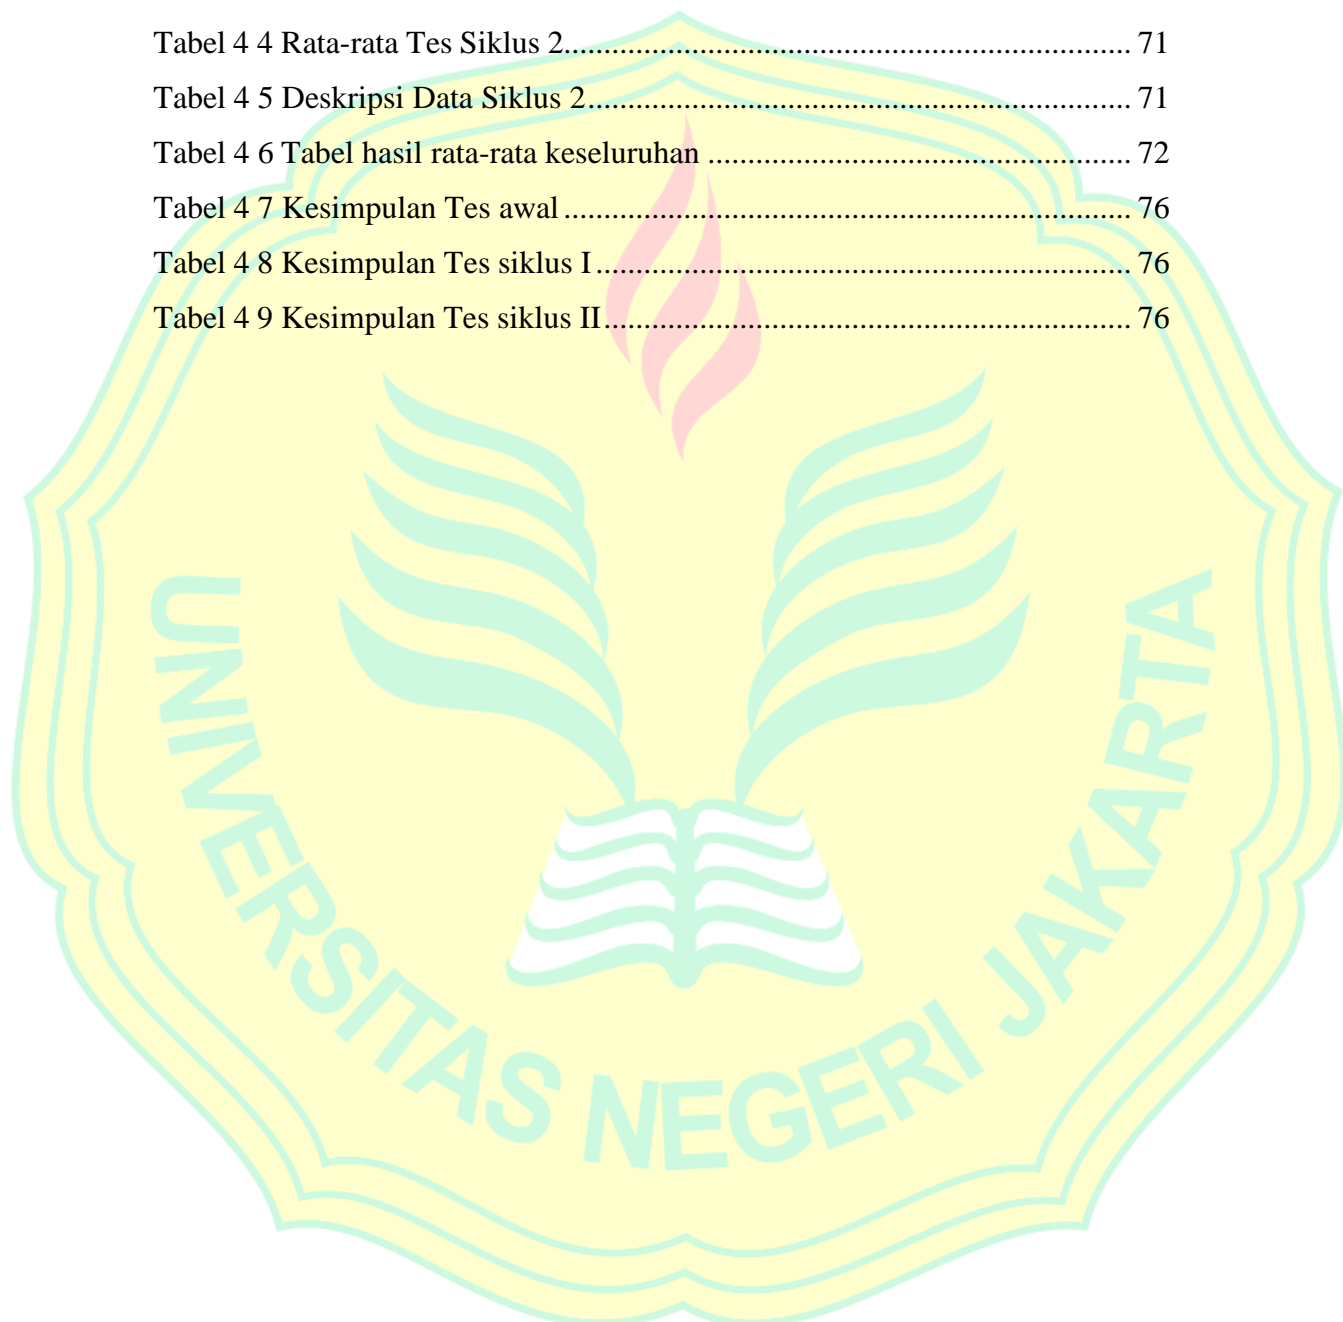 Tabel 4 4 Rata-rata Tes Siklus 2...................................................................... 71
Tabel 4 5 Deskripsi Data Siklus 2................................................................... 71
Tabel 4 6 Tabel hasil rata-rata keseluruhan .................................................... 72
Tabel 4 7 Kesimpulan Tes awal ...................................................................... 76
Tabel 4 8 Kesimpulan Tes siklus I .................................................................. 76
Tabel 4 9 Kesimpulan Tes siklus II................................................................. 76
UNIVERSITAS NEGERI JAKARTA